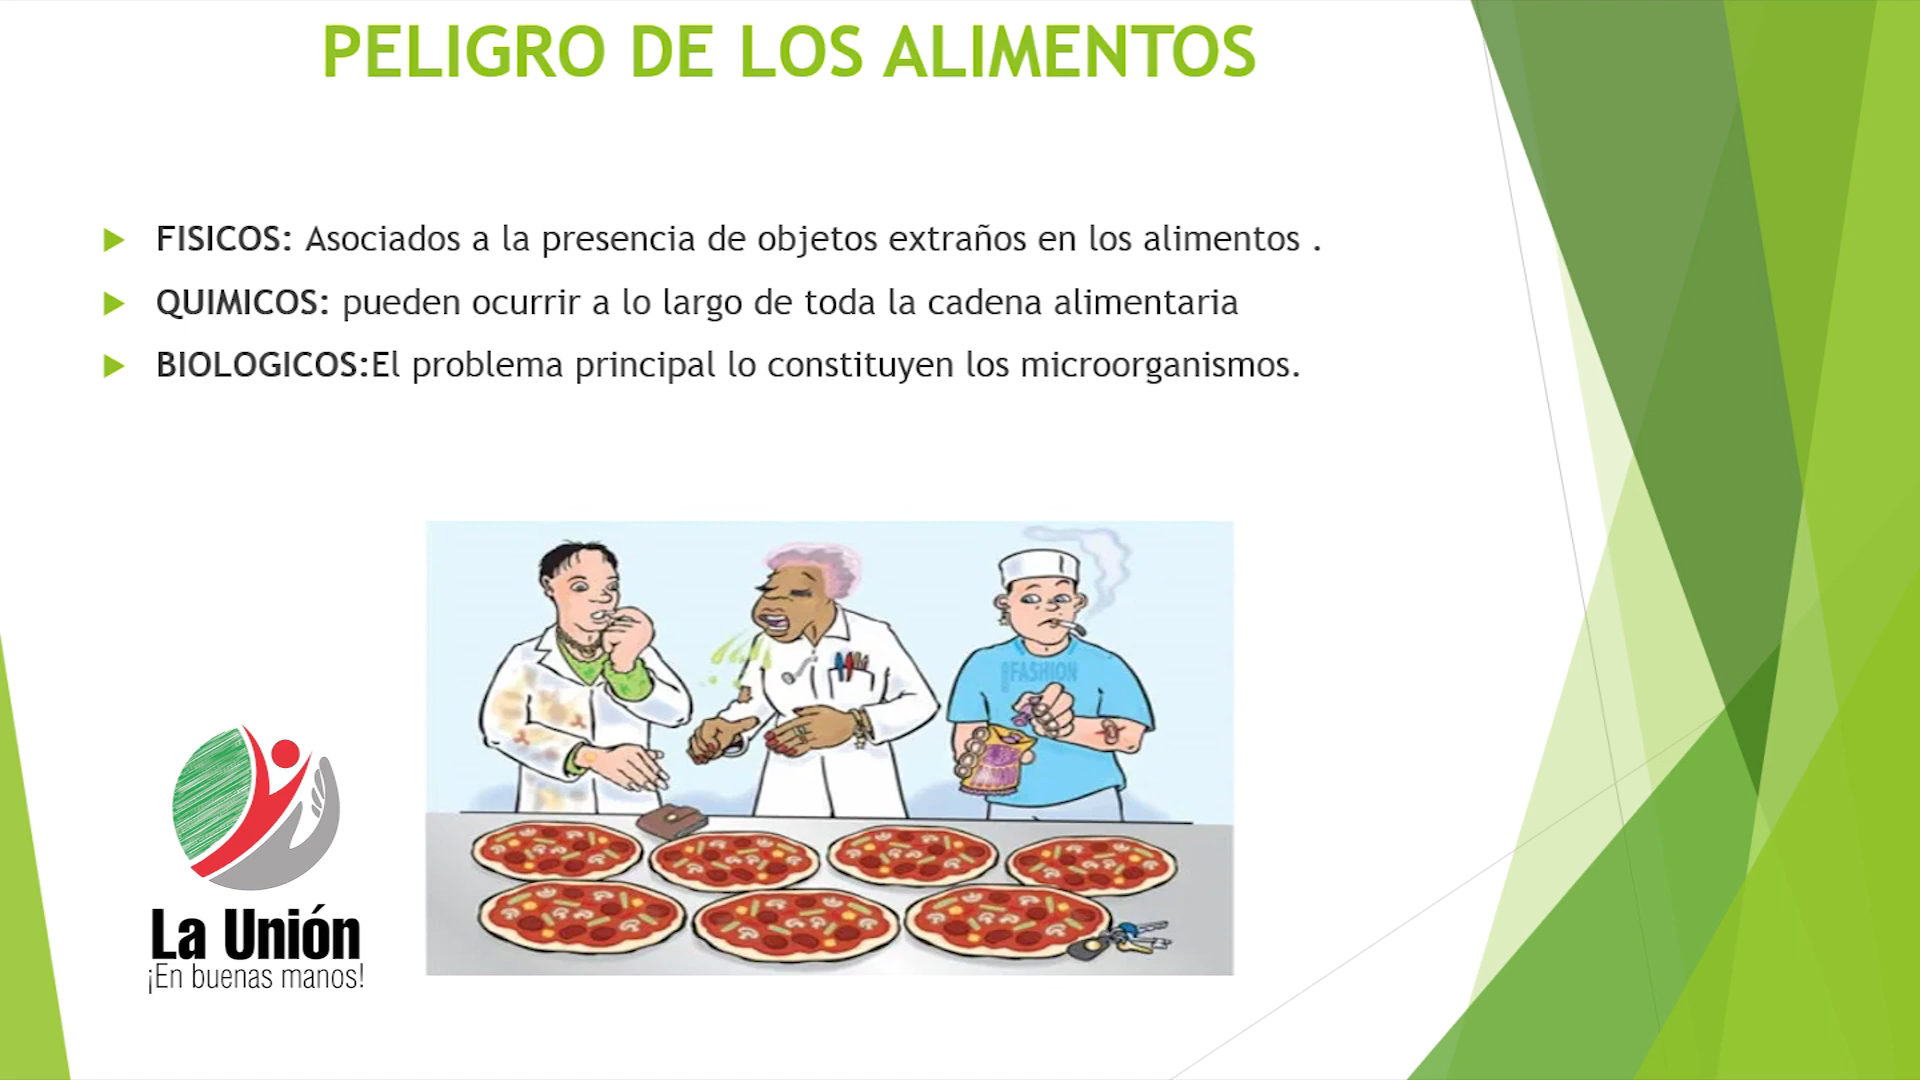 PELIGRO DE LOS ALIMENTOS
FISICOS: Asociados a la presencia de objetos extraños en los alimentos .
QUIMICOS: pueden ocurrir a lo largo de toda la cadena alimentaria
BIOLOGICOS:El problema principal lo constituyen los microorganismos.
FASHION
La Unión
¡En buenas manos!